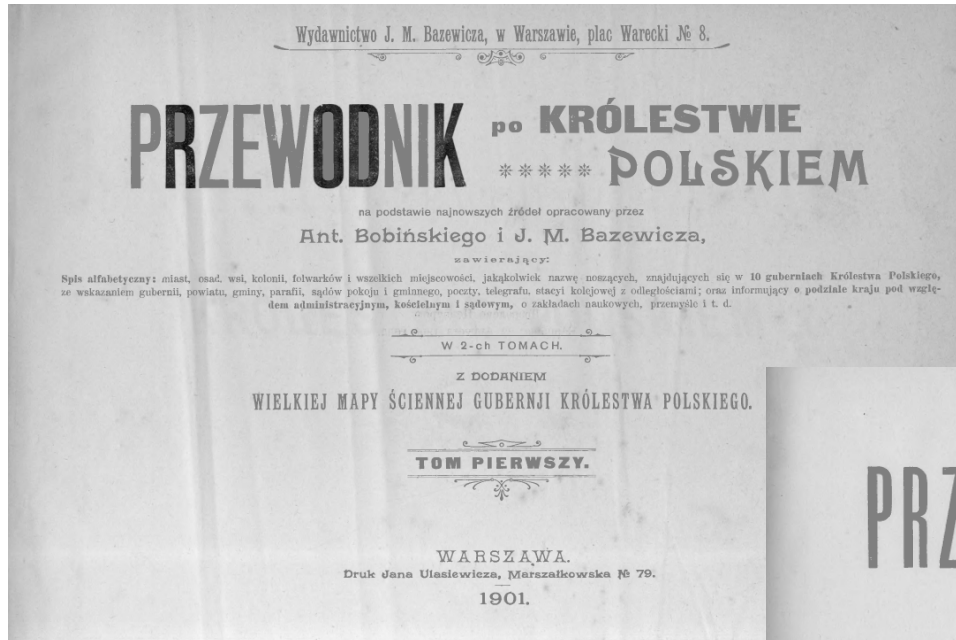 Wydawnictwo J. M. Bazewicza, w Warszawie, plac Warecki № 8.
PRZEWODNIK po KRÓLESTWIE
POLSKIEM
na podstawie najnowszych źródeł opracowany przez
Ant. Bobińskiego i J. M. Bazewicza,
zawierający:
Spis alfabetyczny: miast, osad, wsi, kolonii, folwarków i wszelkich miejscowości, jakąkolwiek nazwę noszących, znajdujących się w 10 guberniach Królestwa Polskiego,
ze wskazaniem gubernii, powiatu, gminy, parafii, sądów pokoju i gminnego, poczty, telegrafu, stacyi kolejowej z odległościami; oraz informujący o podziale kraju pod wzglę-
dem administracyjnym, kościelnym i sądowym, o zakładach naukowych, przemyśle i t. d.
W 2-ch TOMACH.
Z DODANIEM
WIELKIEJ MAPY ŚCIENNEJ GUBERNJI KRÓLESTWA POLSKIEGO.
TOM PIERWSZY.
WARSZAWA.
Druk Jana Ulasiewicza, Marszałkowska № 79.
1901.
PRZ